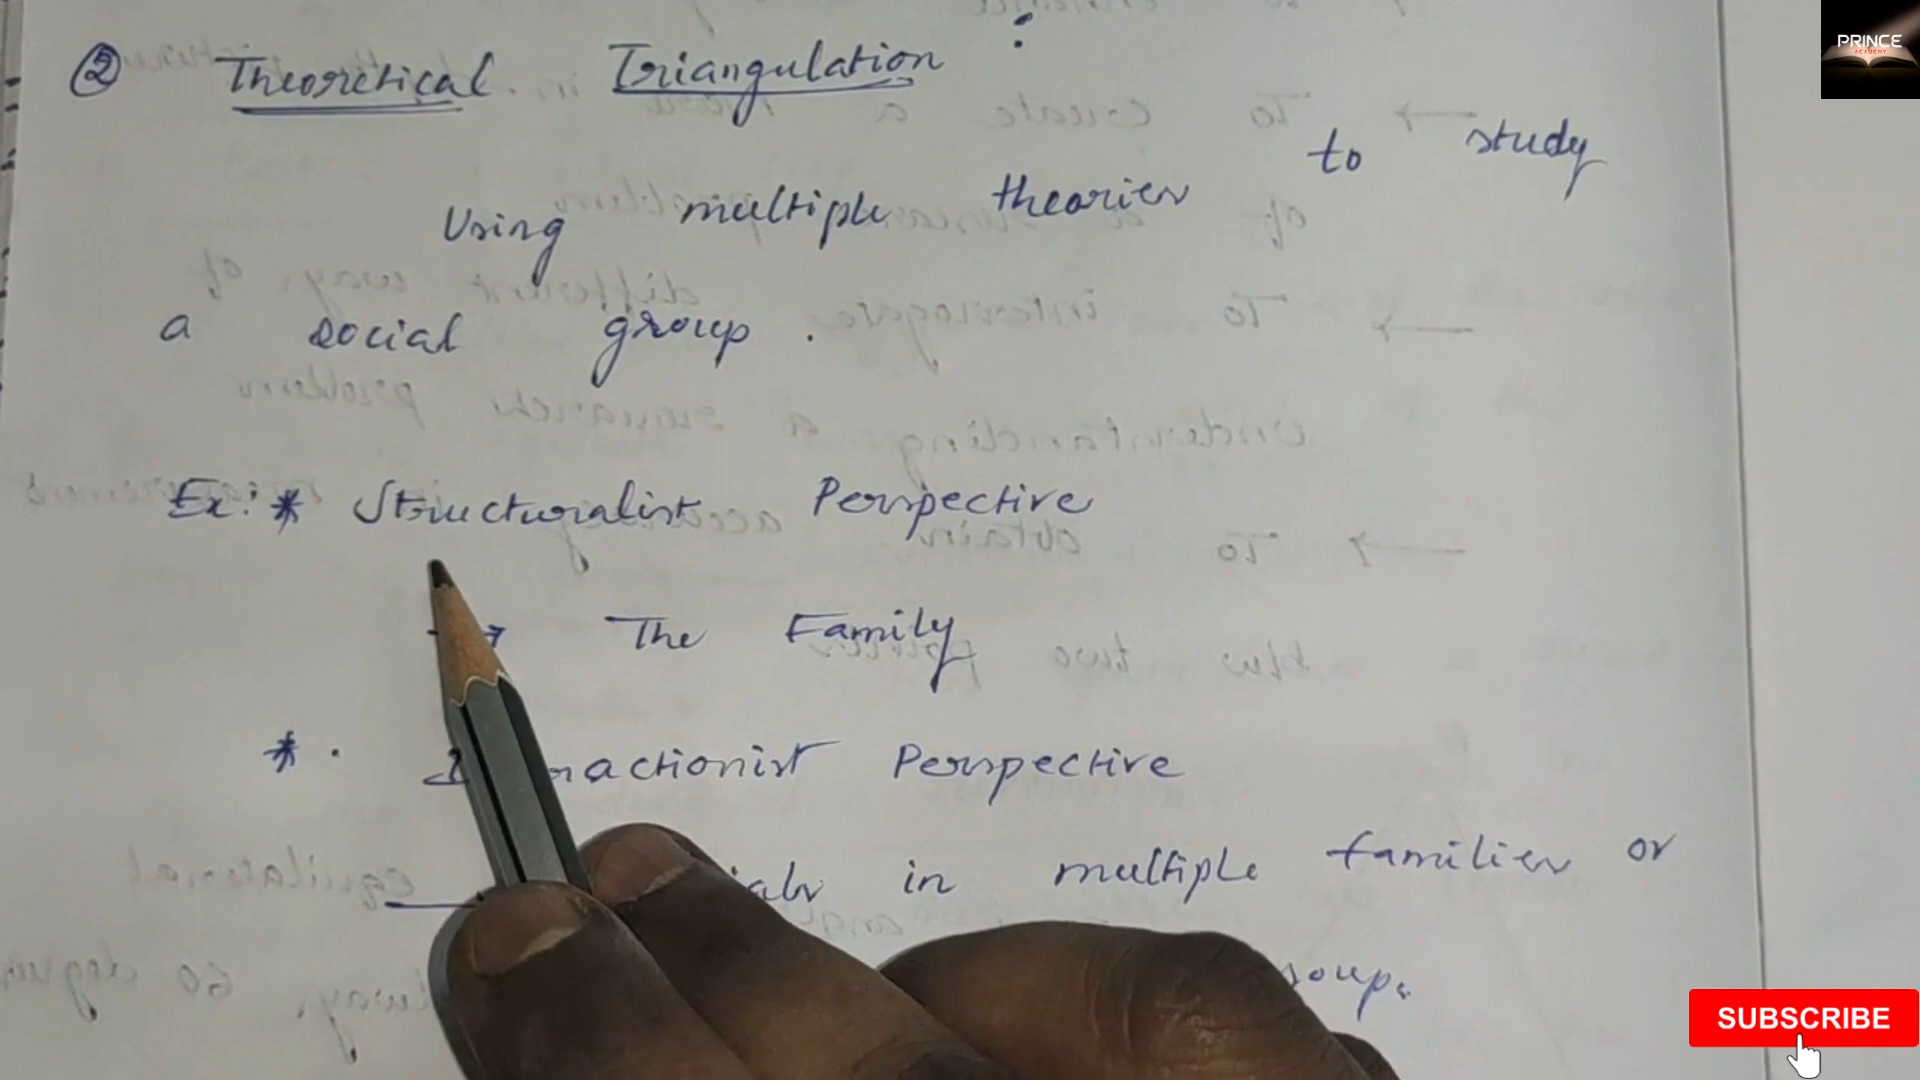 ② Theoretical Triangulation :
Using multiple theories to study
a social group .
Ex: * Structuralist Perspective
→ The Family
* . Perspective
in multiple families or
PRINCE
ACADEMY
SUBSCRIBE